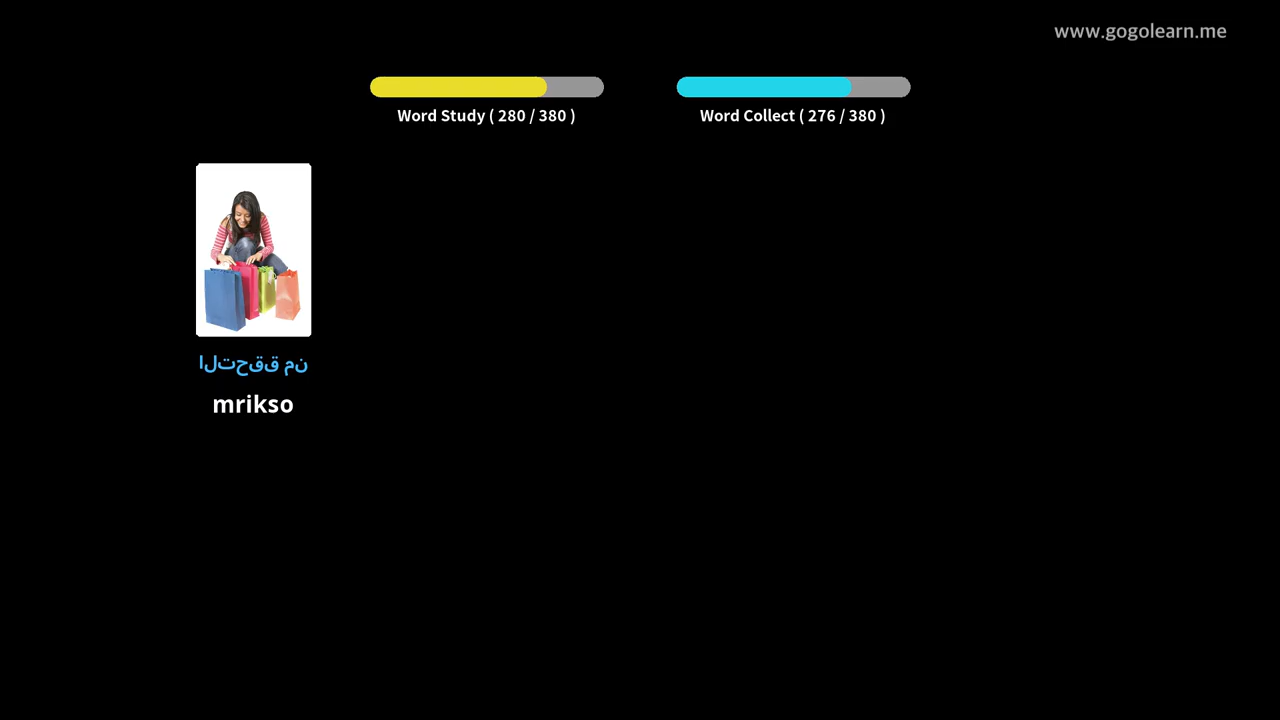 www.gogolearn.me
Word Study ( 280 / 380 )
Word Collect ( 276 / 380 )
التحقق من
mrikso